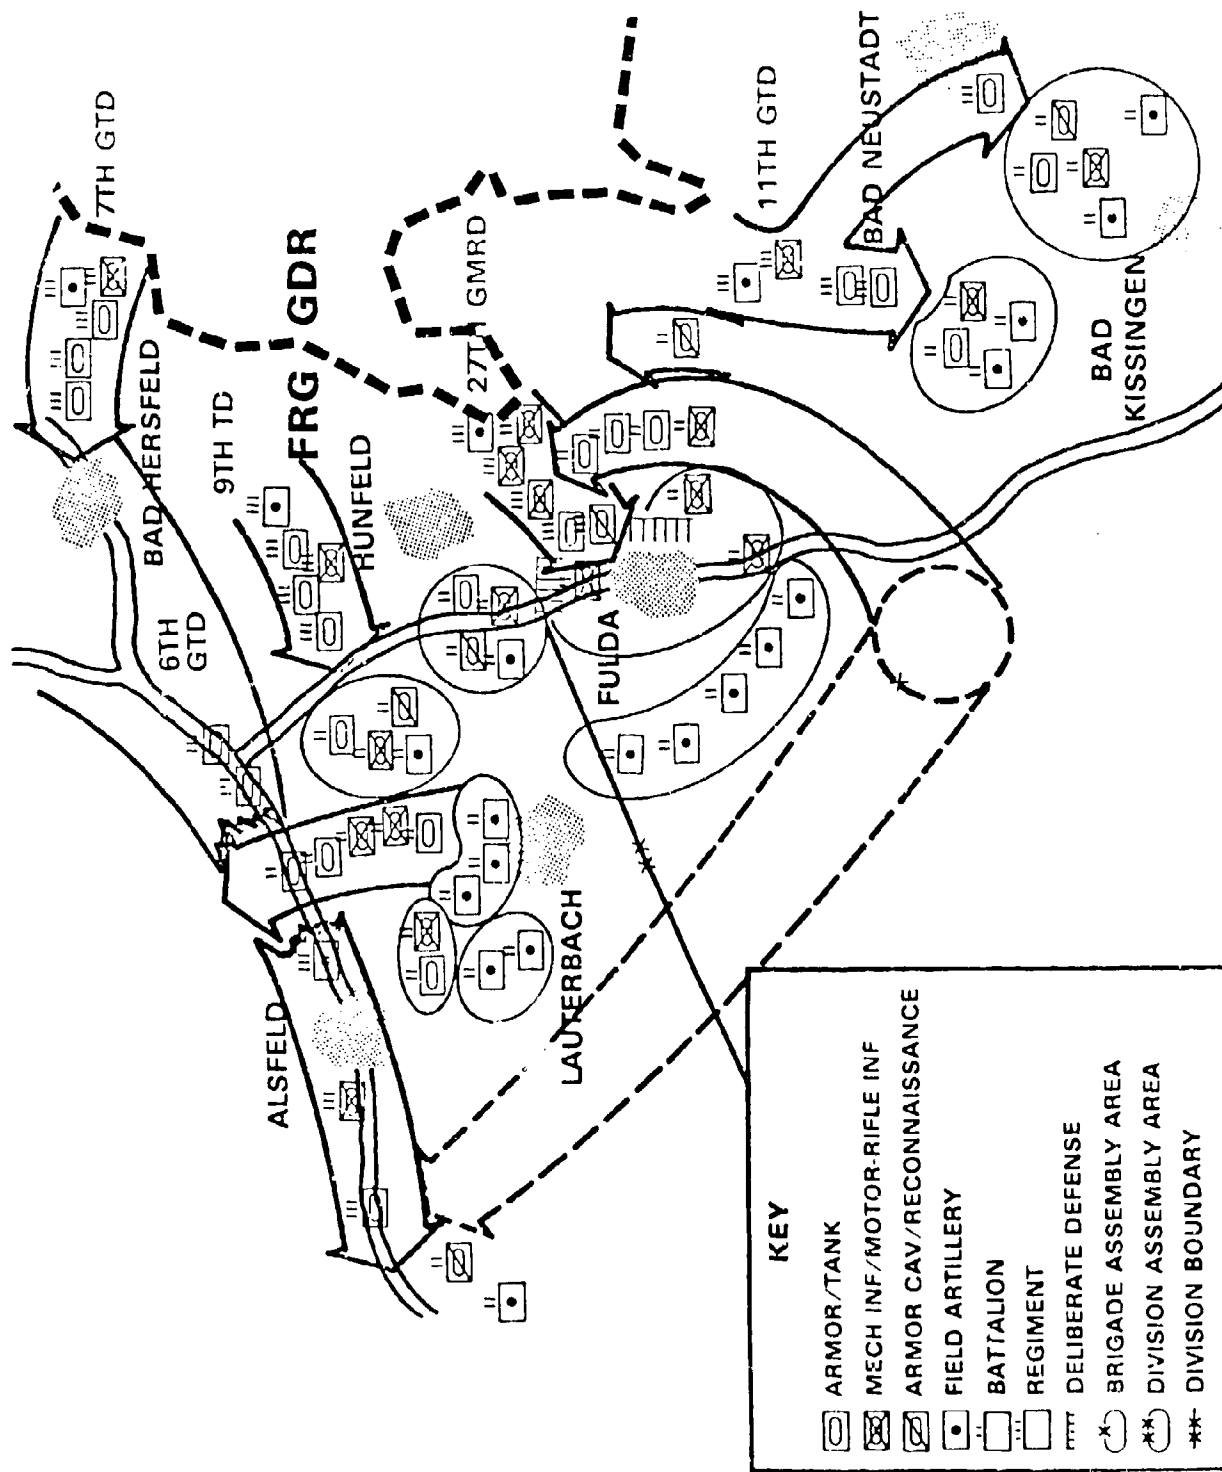 7TH GTD
BAD HERSFELD
9TH TD
FRG GDR
6TH
GTD
HUNFELD
27TH GMRD
11TH GTD
BAD NEUSTADT
FULDA
BAD
KISSINGEN
ALSFELD
LAUTERBACH
KEY
ARMOR/TANK
MECH INF/MOTOR-RIFLE INF
ARMOR CAV/RECONNAISSANCE
FIELD ARTILLERY
BATTALION
REGIMENT
DELIBERATE DEFENSE
BRIGADE ASSEMBLY AREA
DIVISION ASSEMBLY AREA
DIVISION BOUNDARY